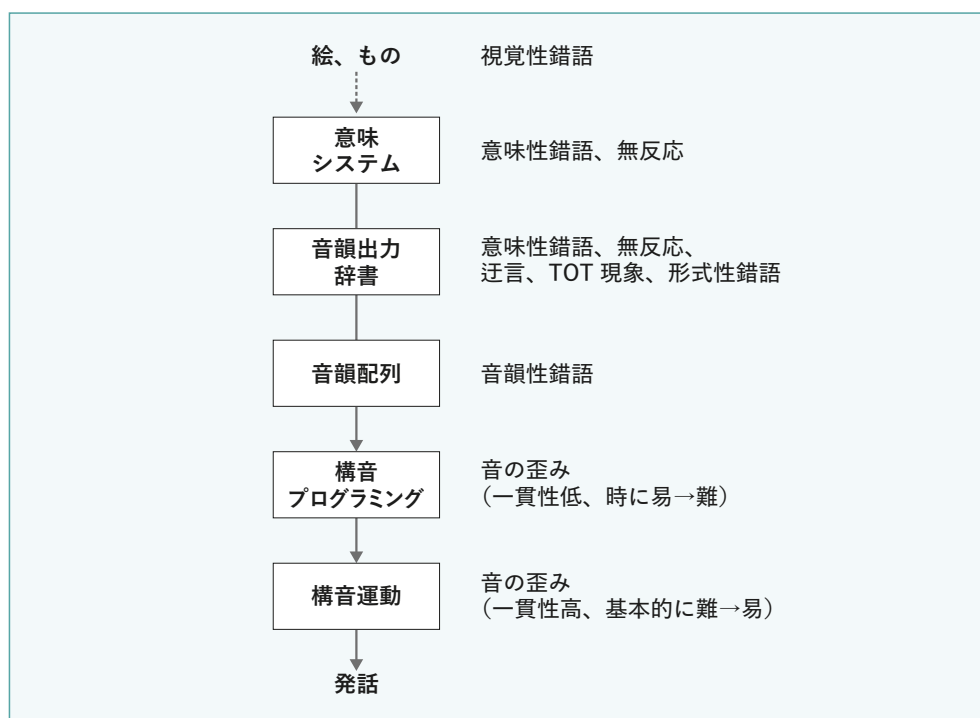 絵、もの
視覚性錯語
意味
システム
意味性錯語、無反応
音韻出力
辞書
意味性錯語、無反応、
迂言、TOT 現象、形式性錯語
音韻配列
音韻性錯語
構音
プログラミング
音の歪み
（一貫性低、時に易→難）
構音運動
音の歪み
（一貫性高、基本的に難→易）
発話